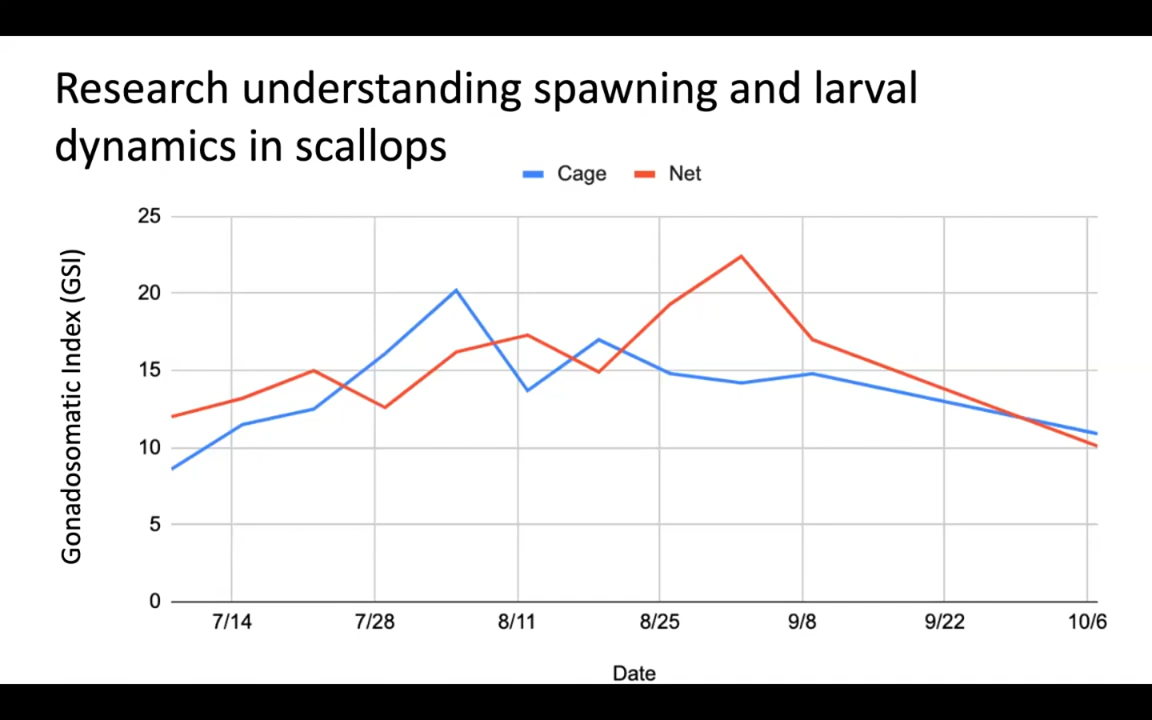 Research understanding spawning and larval
dynamics in scallops
Cage Net
Gonadosomatic Index (GSI)
25
20
15
10
5
0
7/14 7/28 8/11 8/25 9/8 9/22 10/6
Date